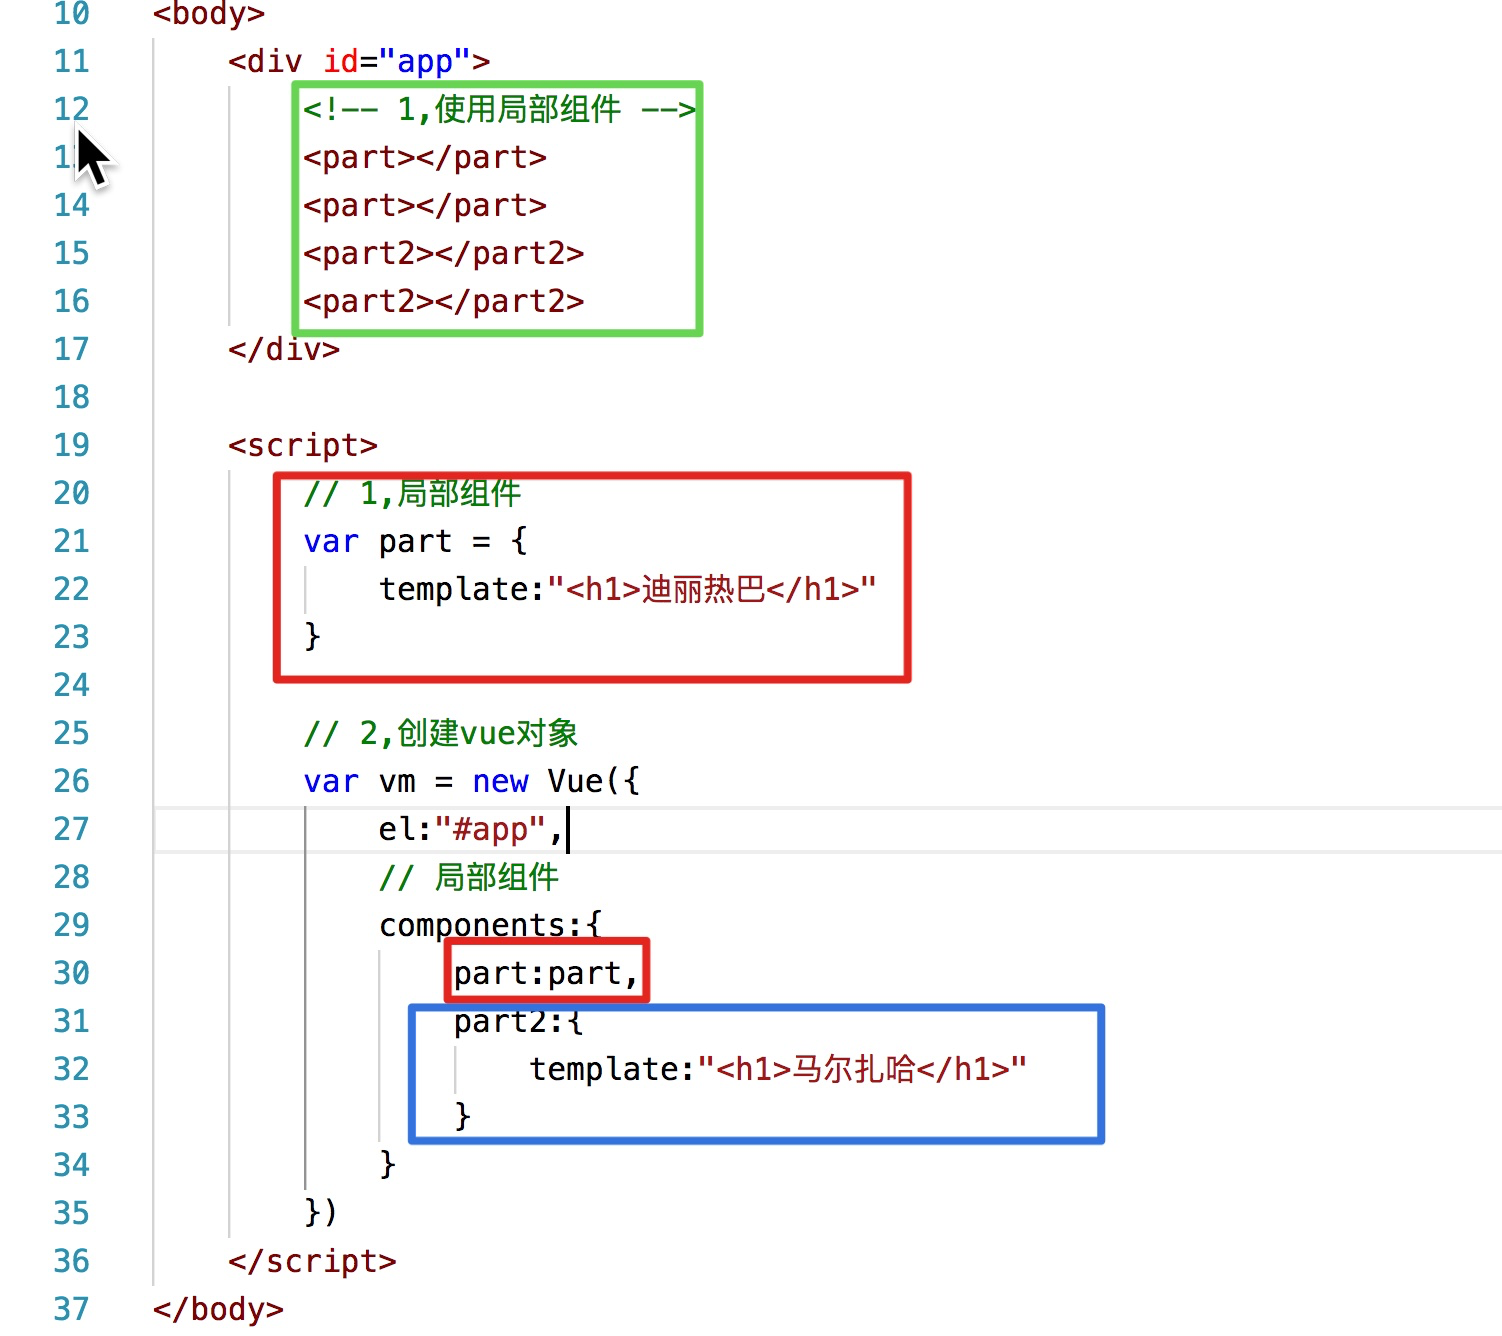 10 <body>
11 <div id="app">
12 <!-- 1,使用局部组件 -->
13 <part></part>
14 <part></part>
15 <part2></part2>
16 <part2></part2>
17 </div>
18
19 <script>
20 // 1,局部组件
21 var part = {
22 template:"<h1>迪丽热巴</h1>"
23 }
24
25 // 2,创建vue对象
26 var vm = new Vue({
27 el:"#app",
28 // 局部组件
29 components:{
30 part:part,
31 part2:{
32 template:"<h1>马尔扎哈</h1>"
33 }
34 }
35 })
36 </script>
37 </body>